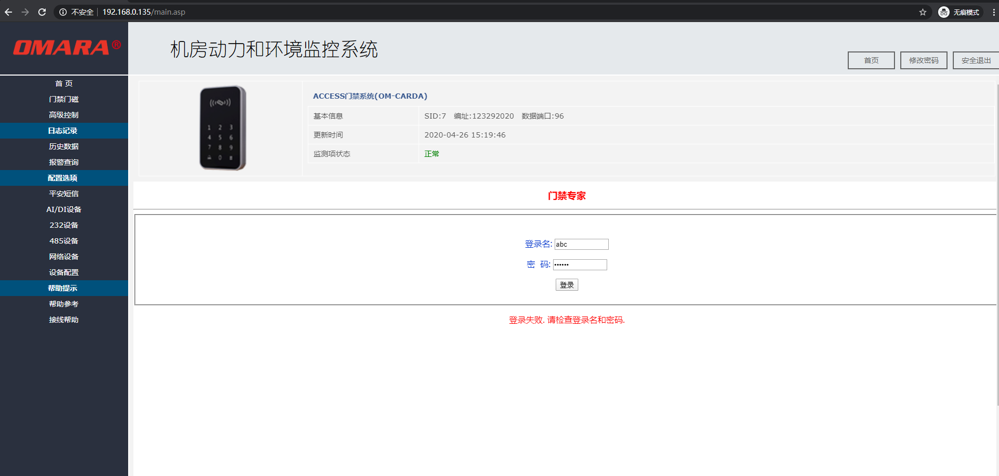 不安全 192.168.0.135/main.asp 无痕模式
OMARA®
机房动力和环境监控系统
首页 修改密码 安全退出
首 页
门禁门磁
高级控制
日志记录
历史数据
报警查询
配置选项
平安短信
AI/DI设备
232设备
485设备
网络设备
设备配置
帮助提示
帮助参考
接线帮助
1 2 3
4 5 6
7 8 9
0 #
ACCESS门禁系统(OM-CARDA)
基本信息 SID:7 编址:123292020 数据端口:96
更新时间 2020-04-26 15:19:46
监测项状态 正常
门禁专家
登录名: abc
密 码: ••••••
登录
登录失败. 请检查登录名和密码.